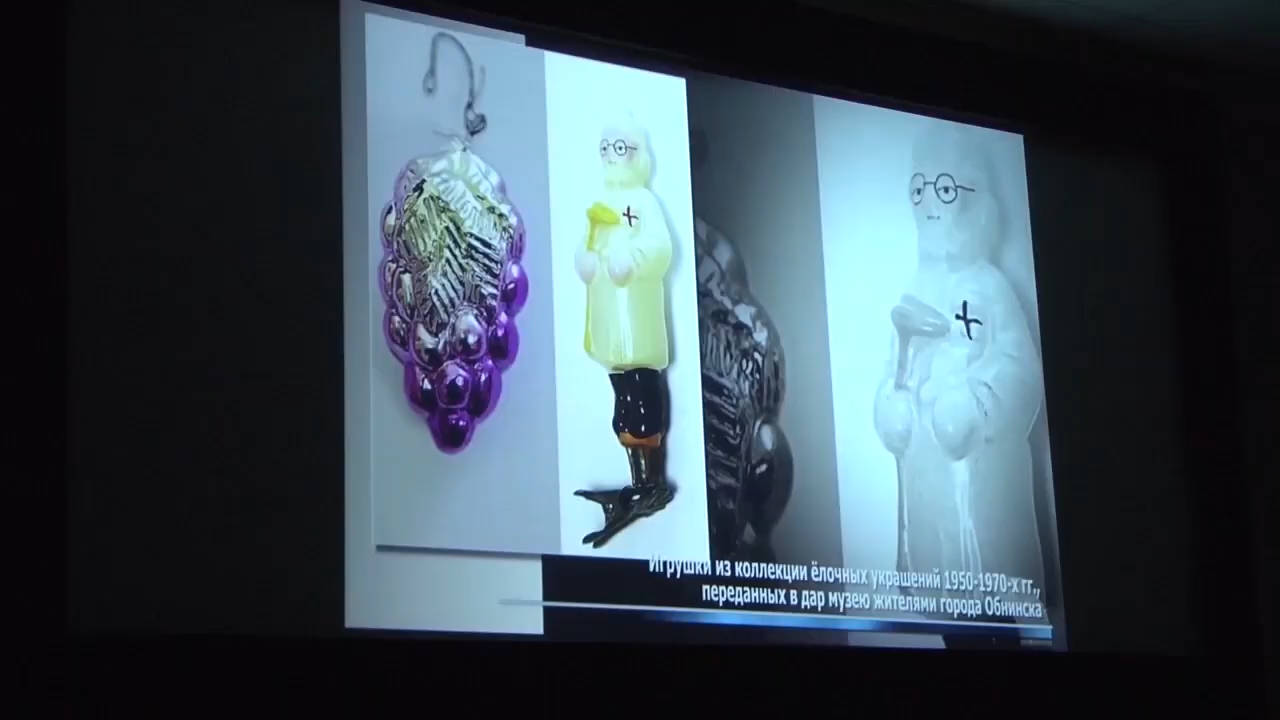 Игрушки из коллекции ёлочных украшений 1950-1970-х гг.,
переданных в дар музею жителями города Обнинска